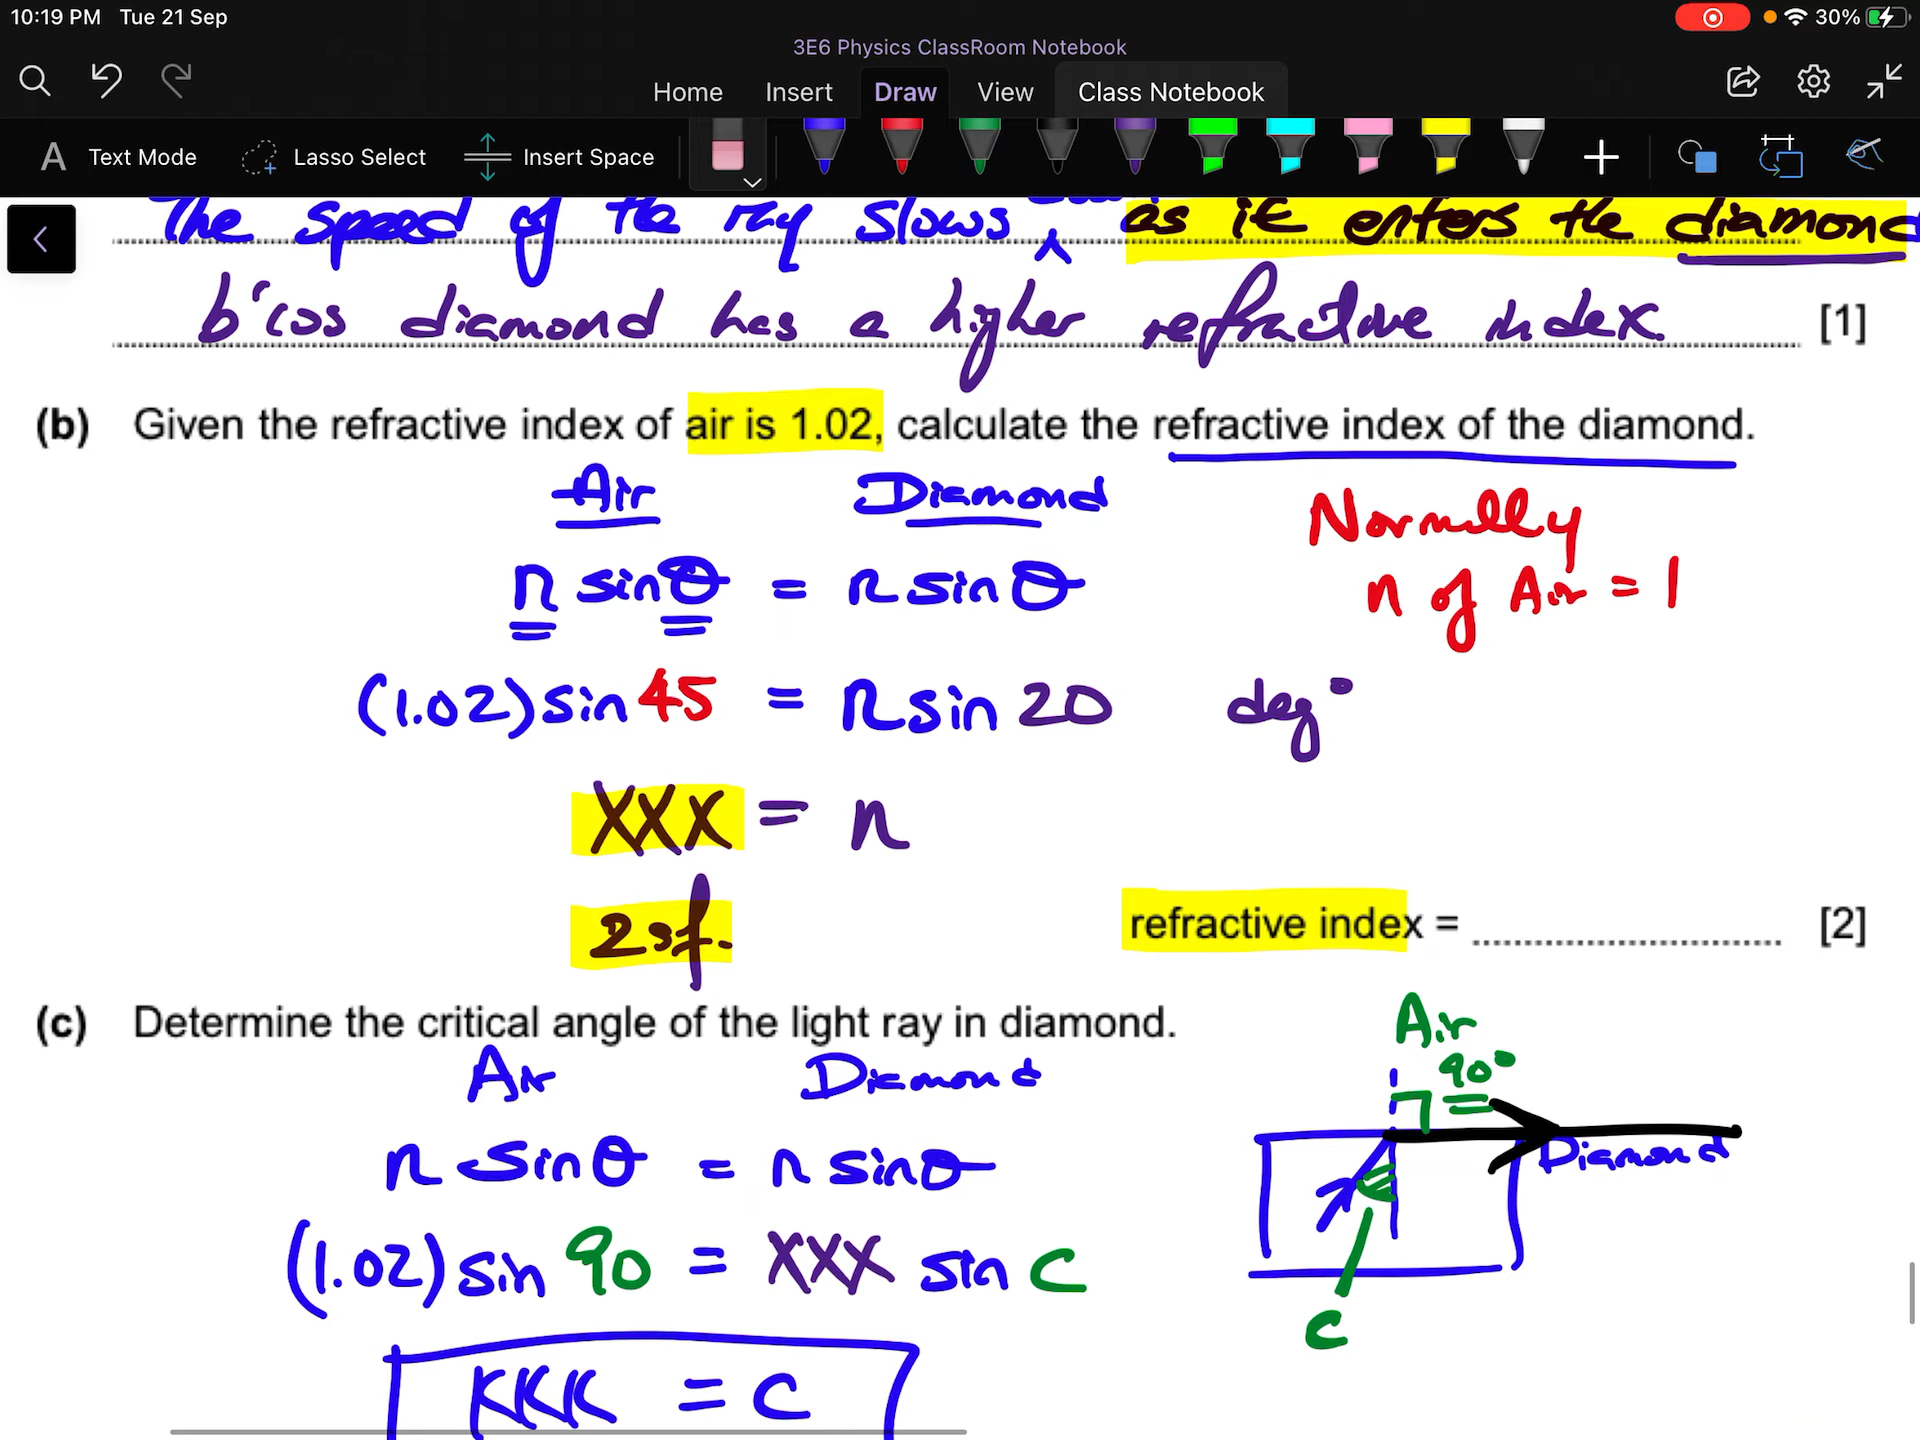 10:19 PM Tue 21 Sep
30%
3E6 Physics ClassRoom Notebook
Home Insert Draw View Class Notebook
A Text Mode Lasso Select Insert Space
The speed of the ray slows as it enters the diamond
b'cos diamond has a higher refractive index. [1]
(b) Given the refractive index of air is 1.02, calculate the refractive index of the diamond.
Air Diamond
Normally
n of Air = 1
n sinθ = n sinθ
(1.02) sin 45 = n sin 20 deg°
XXX = n
2sf.
refractive index = .............................. [2]
(c) Determine the critical angle of the light ray in diamond.
Air Diamond
n sinθ = n sinθ
(1.02) sin 90 = XXX sin C
KKK = C
Air
90°
Diamond
C